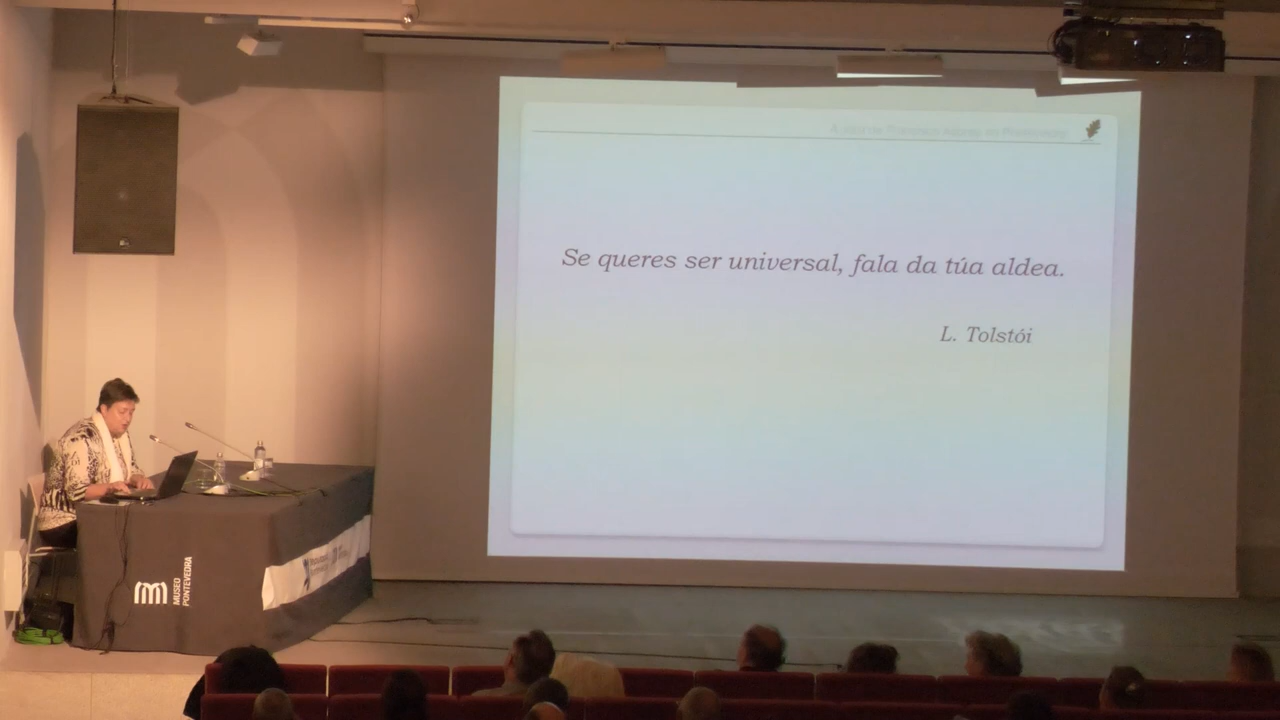 Se queres ser universal, fala da túa aldea.
L. Tolstói
MUSEO
PONTEVEDRA